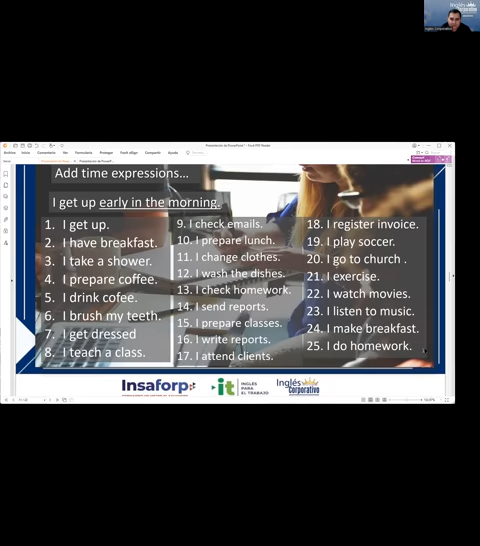 Inglés
Corporativo
Add time expressions...
I get up early in the morning.
1. I get up.
2. I have breakfast.
3. I take a shower.
4. I prepare coffee.
5. I drink cofee.
6. I brush my teeth.
7. I get dressed
8. I teach a class.
9. I check emails.
10. I prepare lunch.
11. I change clothes.
12. I wash the dishes.
13. I check homework.
14. I send reports.
15. I prepare classes.
16. I write reports.
17. I attend clients.
18. I register invoice.
19. I play soccer.
20. I go to church .
21. I exercise.
22. I watch movies.
23. I listen to music.
24. I make breakfast.
25. I do homework.
Insaforp
it
INGLÉS
PARA
EL TRABAJO
Inglés
Corporativo